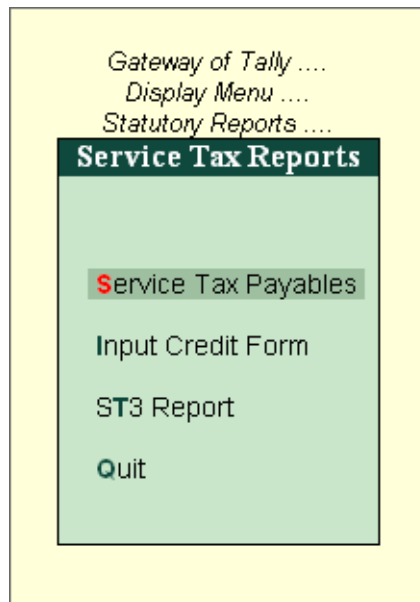 Gateway of Tally ....
Display Menu ....
Statutory Reports ....
Service Tax Reports
Service Tax Payables
Input Credit Form
ST3 Report
Quit